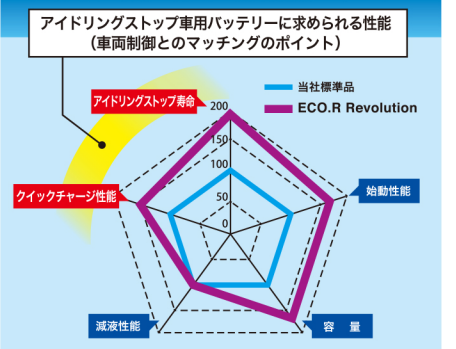 アイドリングストップ車用バッテリーに求められる性能
（車両制御とのマッチングのポイント）
当社標準品
ECO.R Revolution
アイドリングストップ寿命
200
150
100
50
0
クイックチャージ性能
始動性能
減液性能
容 量